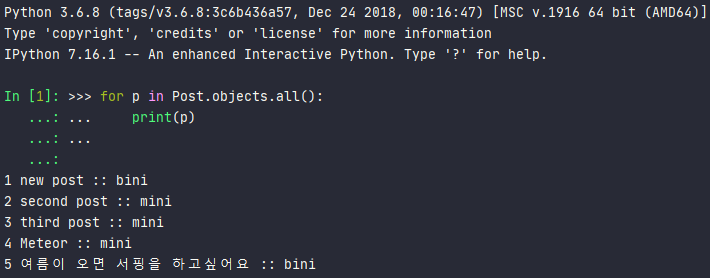 Python 3.6.8 (tags/v3.6.8:3c6b436a57, Dec 24 2018, 00:16:47) [MSC v.1916 64 bit (AMD64)]
Type 'copyright', 'credits' or 'license' for more information
IPython 7.16.1 -- An enhanced Interactive Python. Type '?' for help.
In [1]: >>> for p in Post.objects.all():
   ...: ...     print(p)
   ...: ...
   ...:
1 new post :: bini
2 second post :: mini
3 third post :: mini
4 Meteor :: mini
5 여름이 오면 서핑을 하고싶어요 :: bini